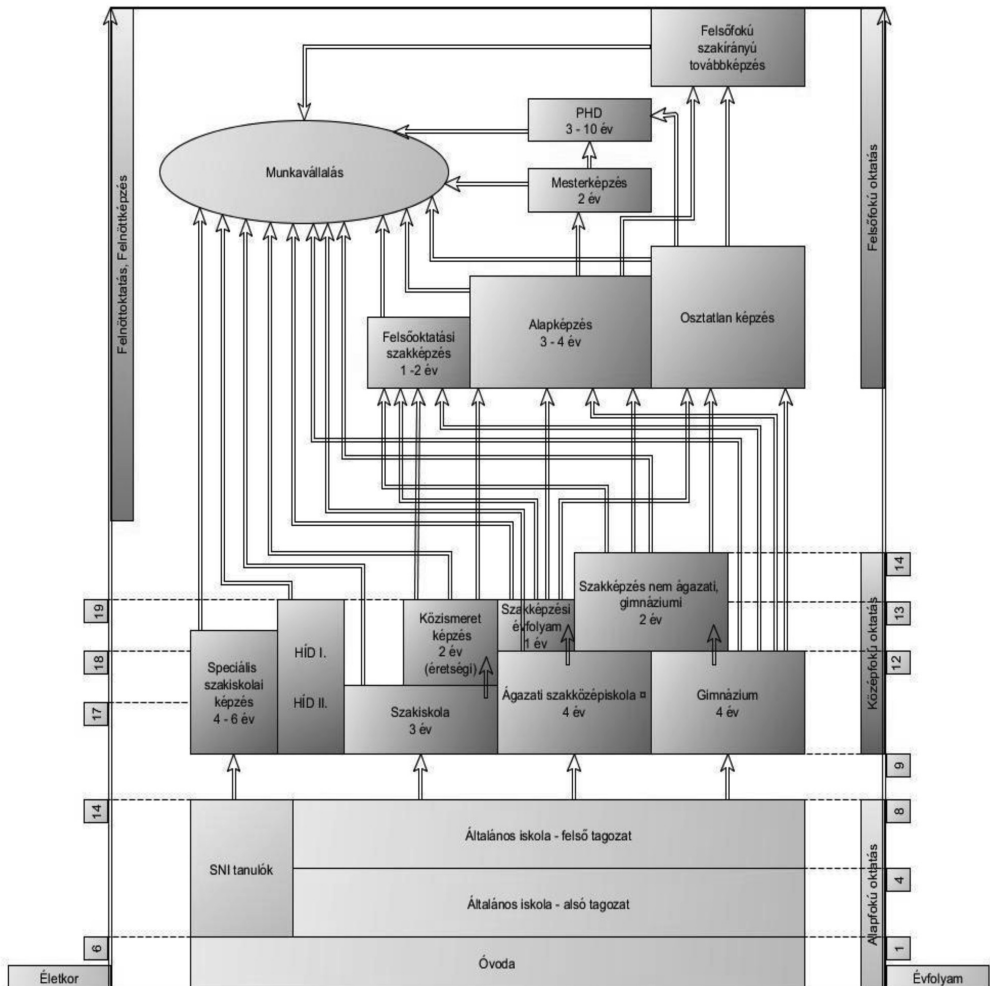 Felsőfokú
szakirányú
továbbképzés
PHD
3 - 10 év
Munkavállalás
Mesterképzés
2 év
Felnőttoktatás, Felnőttképzés
Felsőfokú oktatás
Osztatlan képzés
Alapképzés
3 - 4 év
Felsőoktatási
szakképzés
1 -2 év
14
Szakképzés nem ágazati,
gimnáziumi
2 év
19
13
Közismeret
képzés
2 év
(éretségi)
Szakképzési
évfolyam
1 év
Középfokú oktatás
HÍD I.
18
12
Speciális
szakiskolai
képzés
4 - 6 év
HÍD II.
Ágazati szakközépiskola ¤
4 év
Gimnázium
4 év
17
Szakiskola
3 év
9
14
8
Általános iskola - felső tagozat
SNI tanulók
4
Általános iskola - alsó tagozat
Alapfokú oktatás
6
1
Óvoda
Életkor
Évfolyam